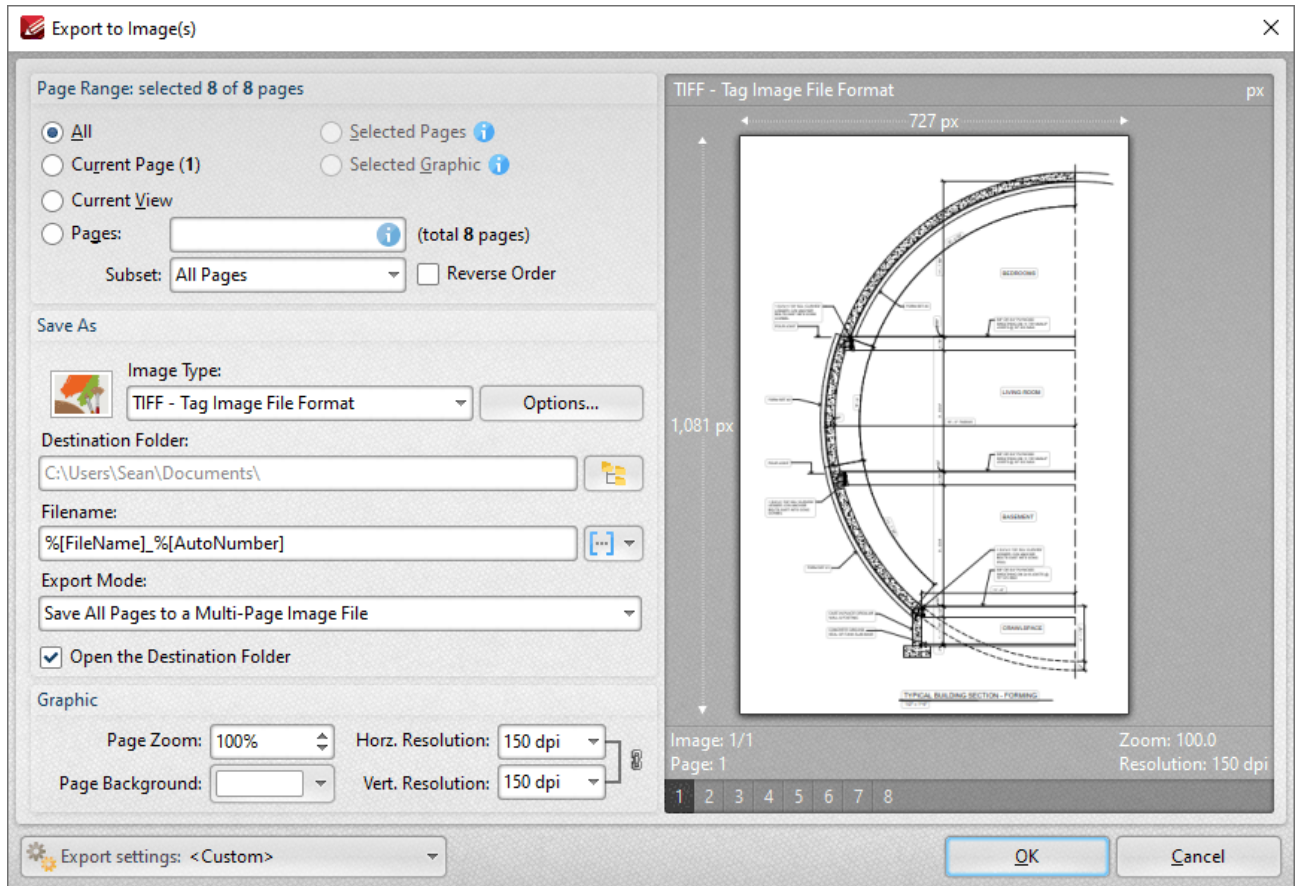 Export to Image(s)
Page Range: selected 8 of 8 pages
All
Selected Pages
Current Page (1)
Selected Graphic
Current View
Pages:
(total 8 pages)
Subset: All Pages
Reverse Order
Save As
Image Type:
TIFF - Tag Image File Format
Options...
Destination Folder:
C:\Users\Sean\Documents\
Filename:
%[FileName]_%[AutoNumber]
Export Mode:
Save All Pages to a Multi-Page Image File
Open the Destination Folder
Graphic
Page Zoom: 100%
Horz. Resolution: 150 dpi
Page Background:
Vert. Resolution: 150 dpi
TIFF - Tag Image File Format px
727 px
1,081 px
BEDROOMS
LIVING ROOM
BASEMENT
CRAWLSPACE
TYPICAL BUILDING SECTION - FORMING
Image: 1/1
Zoom: 100.0
Page: 1
Resolution: 150 dpi
1 2 3 4 5 6 7 8
Export settings: <Custom>
OK
Cancel